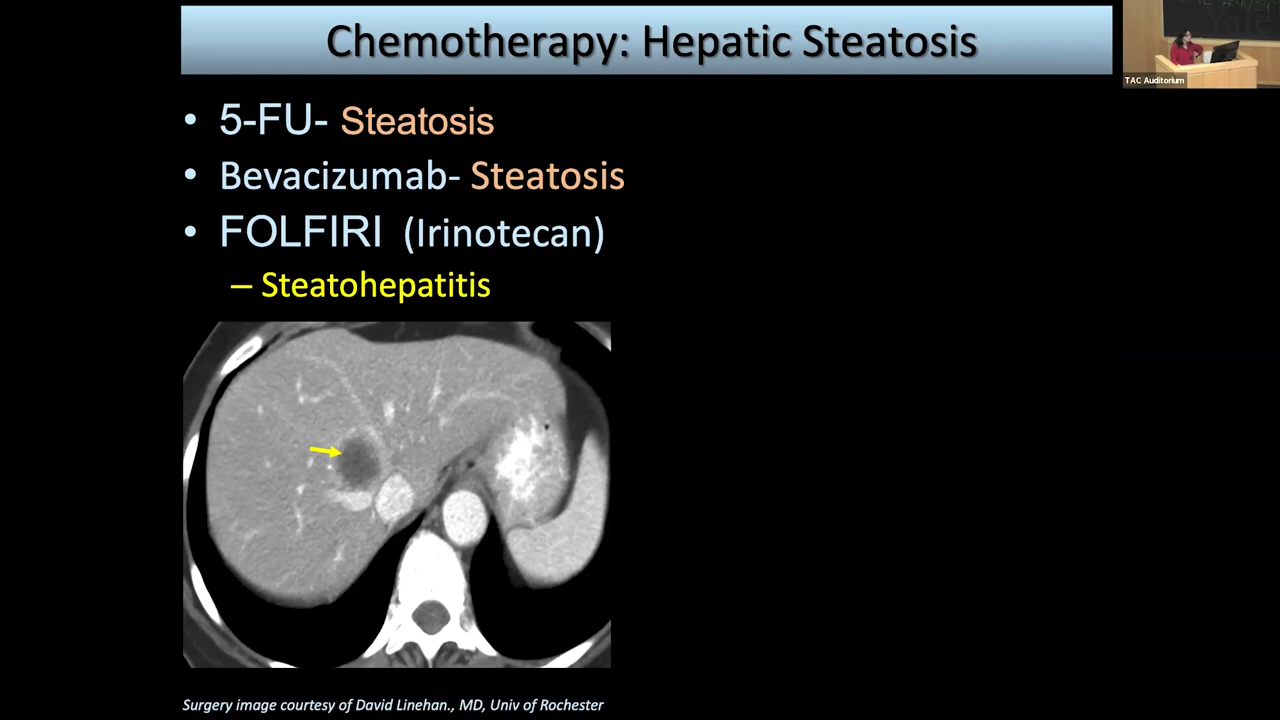 Chemotherapy: Hepatic Steatosis
TAC Auditorium
• 5-FU- Steatosis
• Bevacizumab- Steatosis
• FOLFIRI (Irinotecan)
– Steatohepatitis
Surgery image courtesy of David Linehan., MD, Univ of Rochester